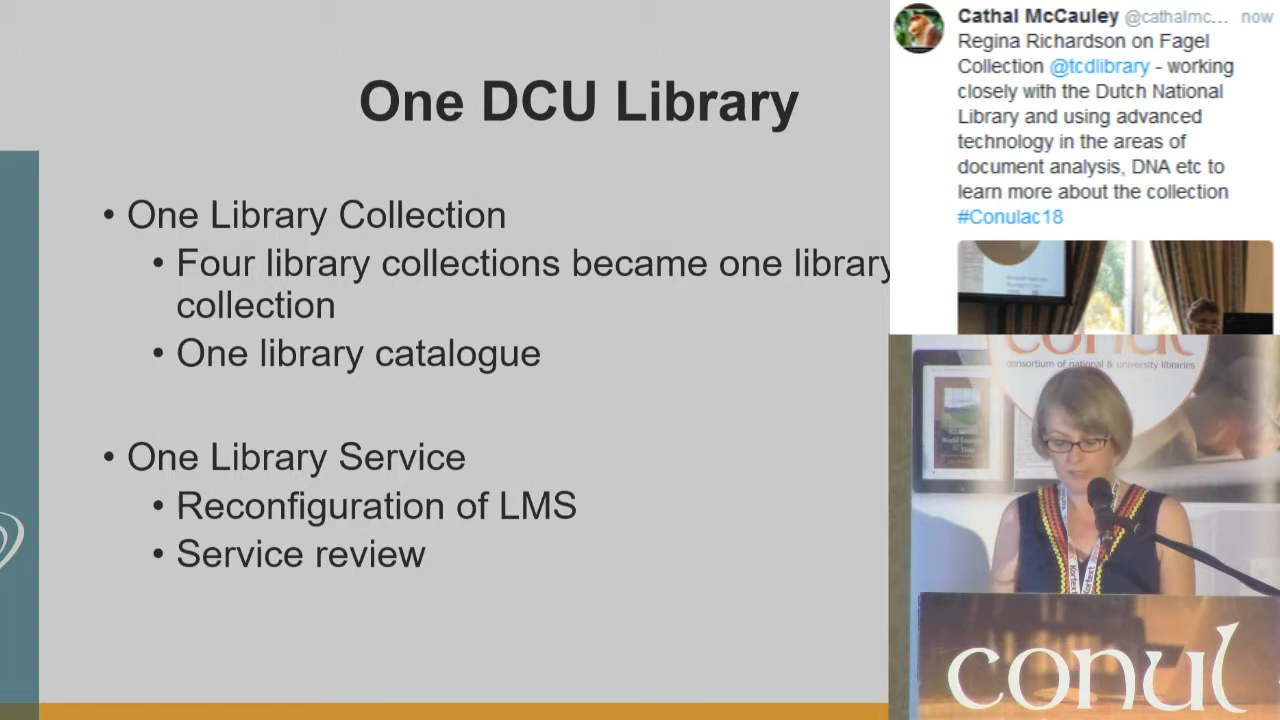 One DCU Library
• One Library Collection
• Four library collections became one library
collection
• One library catalogue
• One Library Service
• Reconfiguration of LMS
• Service review
Cathal McCauley @cathalmc... now
Regina Richardson on Fagel
Collection @tcdlibrary - working
closely with the Dutch National
Library and using advanced
technology in the areas of
document analysis, DNA etc to
learn more about the collection
#Conulac18
conul
consortium of national & university libraries
Kortext
Kortext
conul